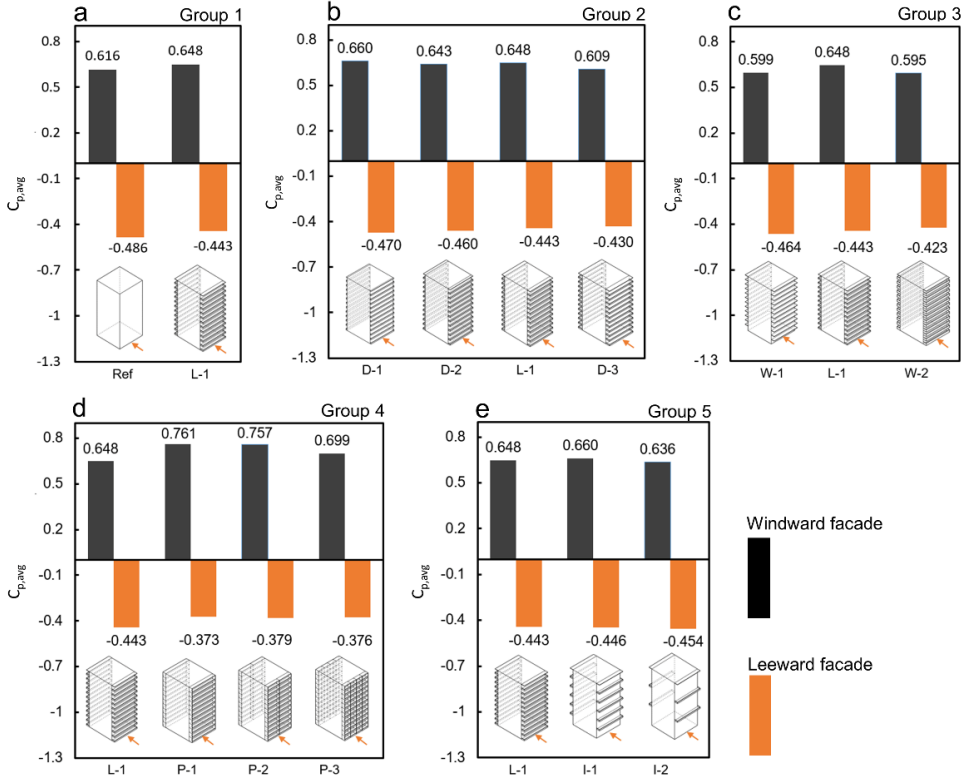 a
Group 1
0.8
0.2
-0.1
-0.4
-0.7
-1
-1.3
Cp,avg
0.616
0.648
-0.486
-0.443
Ref
L-1
b
Group 2
0.8
0.2
-0.1
-0.4
-0.7
-1
-1.3
Cp,avg
0.660
0.643
0.648
0.609
-0.470
-0.460
-0.443
-0.430
D-1
D-2
L-1
D-3
c
Group 3
0.8
0.2
-0.1
-0.4
-0.7
-1
-1.3
0.599
0.648
0.595
-0.464
-0.443
-0.423
W-1
L-1
W-2
d
Group 4
0.8
0.5
0.2
-0.1
-0.4
-0.7
-1
-1.3
Cp,avg
0.648
0.761
0.757
0.699
-0.443
-0.373
-0.379
-0.376
L-1
P-1
P-2
P-3
e
Group 5
0.8
0.5
0.2
-0.1
-0.4
-0.7
-1
-1.3
Cp,avg
0.648
0.660
0.636
-0.443
-0.446
-0.454
L-1
I-1
I-2
Windward facade
Leeward facade